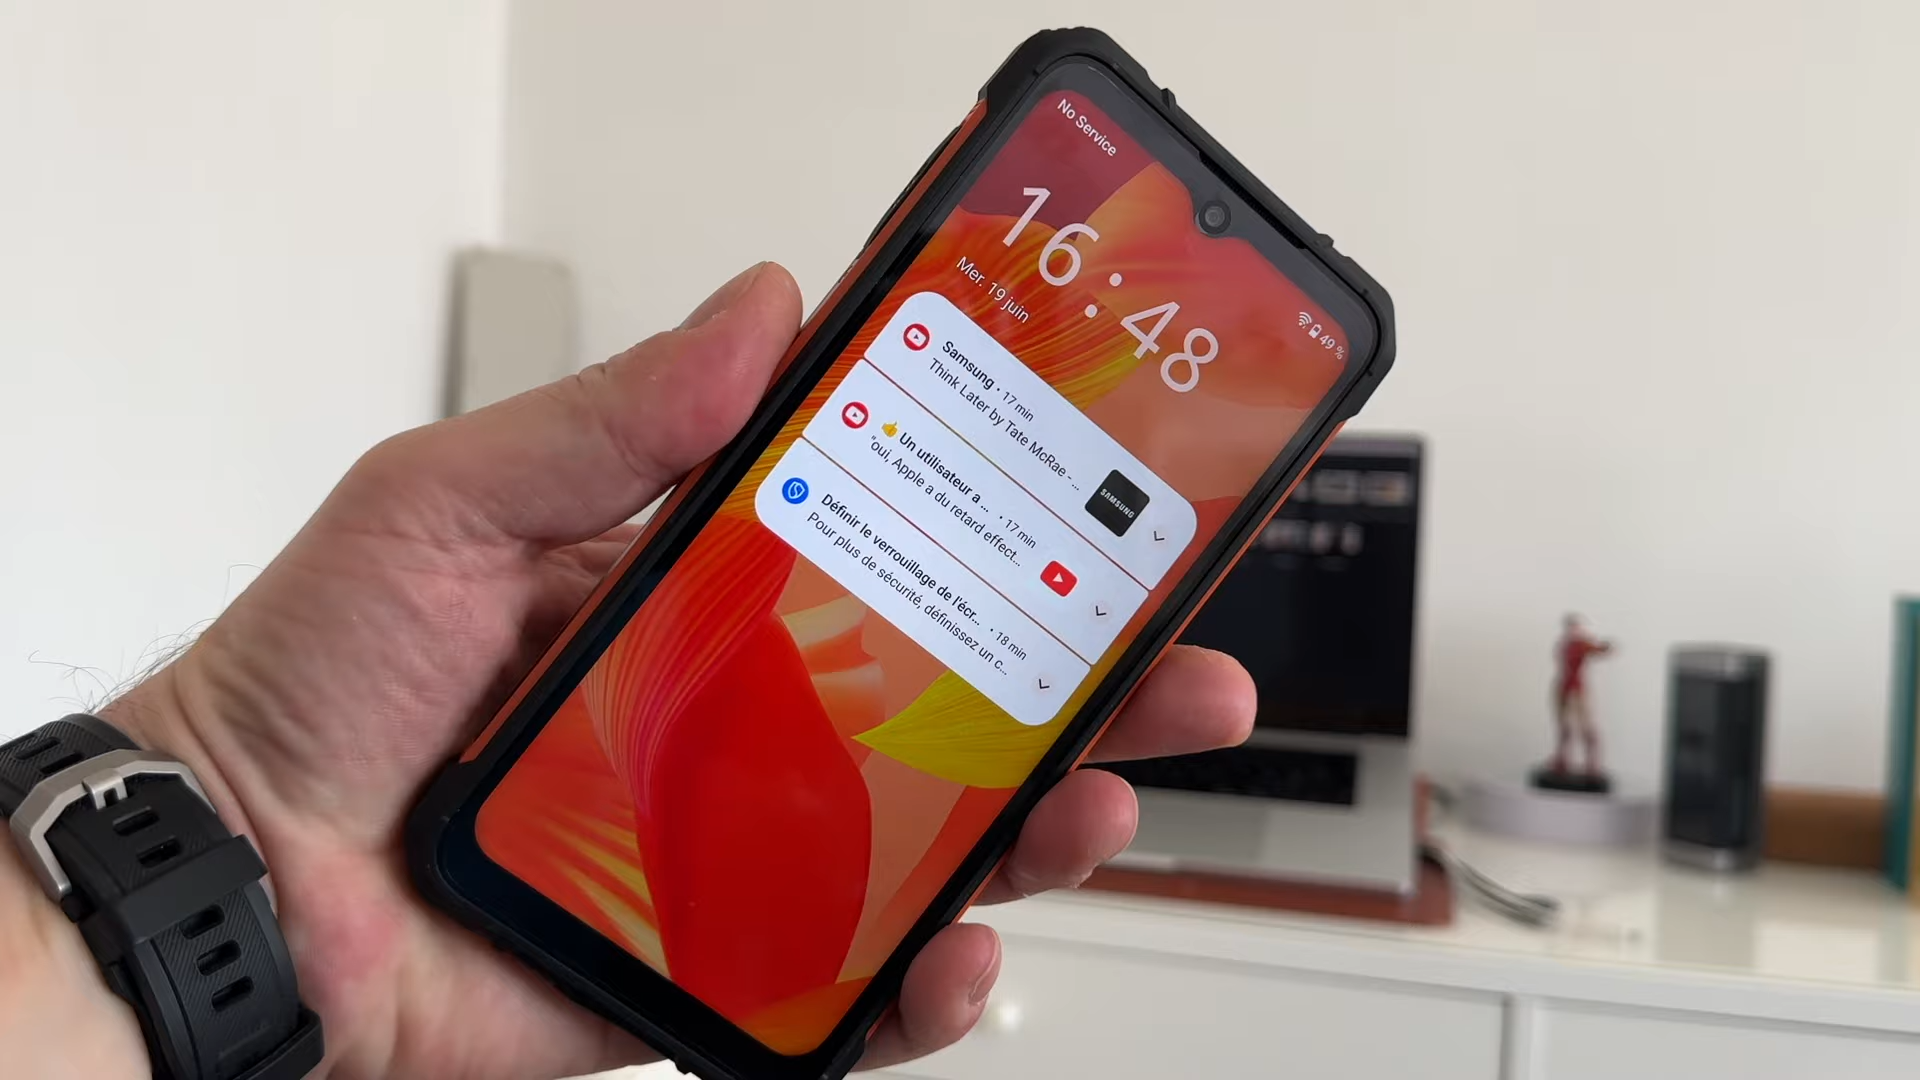 No Service
49 %
16:48
Mer. 19 juin
Samsung · 17 min
Think Later by Tate McRae - ...
SAMSUNG
👍 Un utilisateur a ... · 17 min
"oui, Apple a du retard effect...
Définir le verrouillage de l'écr... · 18 min
Pour plus de sécurité, définissez un c...